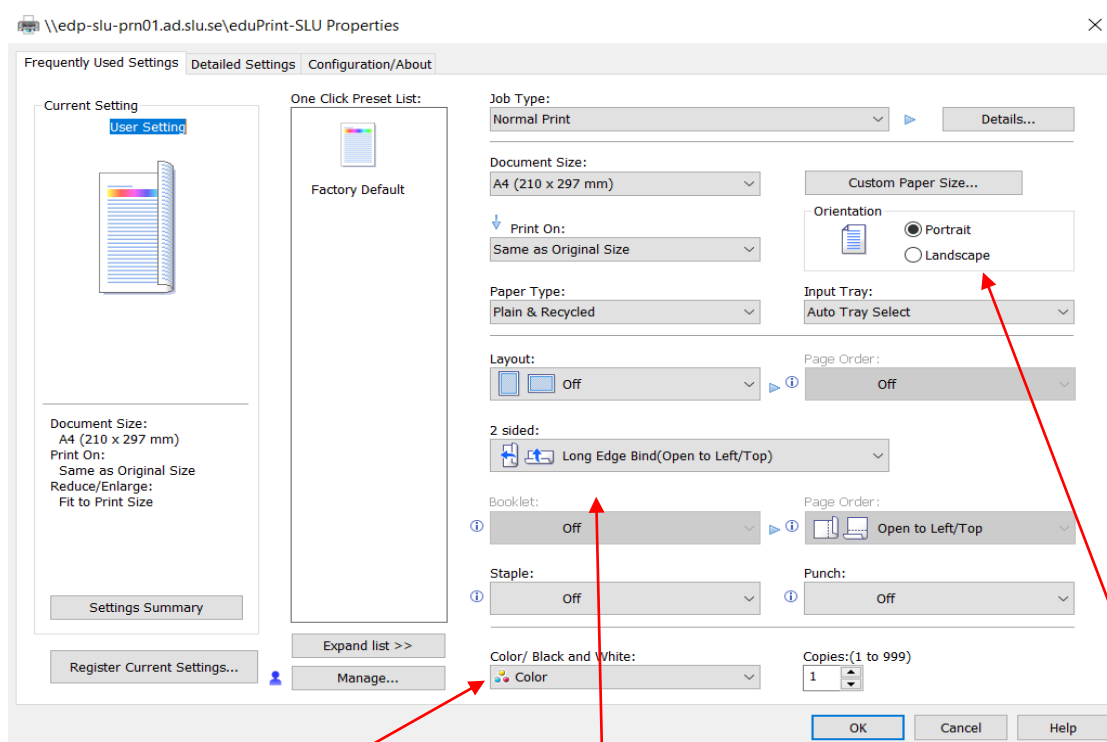 \\edp-slu-prn01.ad.slu.se\eduPrint-SLU Properties
Frequently Used Settings Detailed Settings Configuration/About
Current Setting
User Setting
One Click Preset List:
Factory Default
Job Type:
Normal Print
Details...
Document Size:
A4 (210 x 297 mm)
Custom Paper Size...
Print On:
Same as Original Size
Orientation
Portrait
Landscape
Paper Type:
Plain & Recycled
Input Tray:
Auto Tray Select
Layout:
Off
Page Order:
Off
2 sided:
Long Edge Bind(Open to Left/Top)
Booklet:
Off
Page Order:
Open to Left/Top
Staple:
Off
Punch:
Off
Color/ Black and White:
Color
Copies:(1 to 999)
1
Document Size:
A4 (210 x 297 mm)
Print On:
Same as Original Size
Reduce/Enlarge:
Fit to Print Size
Settings Summary
Register Current Settings...
Expand list >>
Manage...
OK Cancel Help